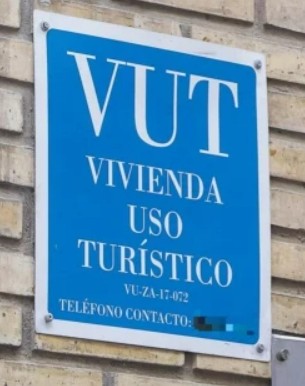 VUT
VIVIENDA
USO
TURÍSTICO
VU-ZA-17-072
TELÉFONO CONTACTO: